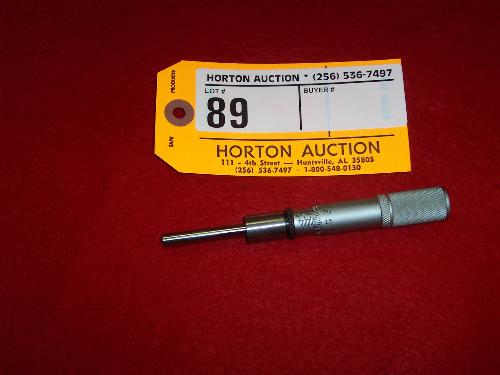 HORTON AUCTION * (256) 536-7497
LOT #
BUYER #
89
HORTON AUCTION
111 - 4th. Street — Huntsville, AL 35805
(256) 536-7497 - 1-800-548-0130
PRODUCTS